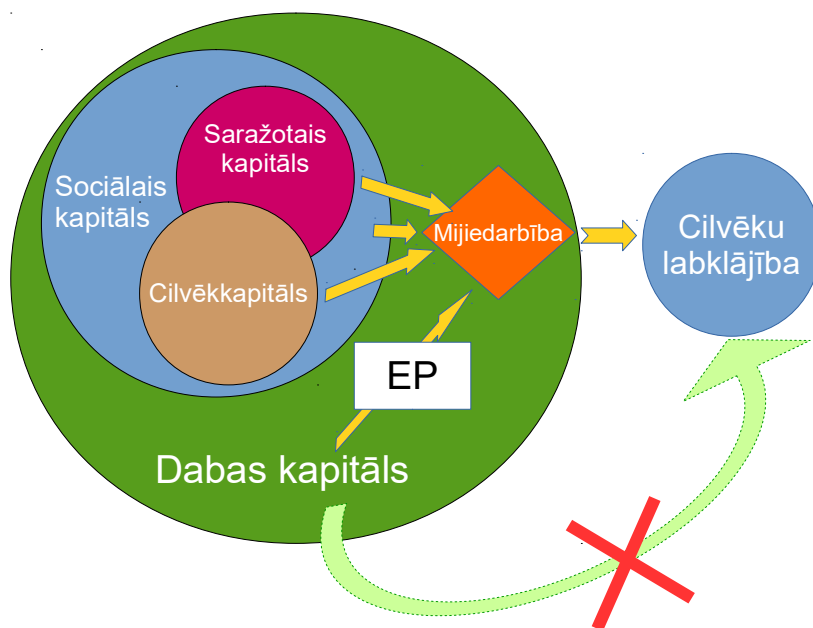 Saražotais
kapitāls
Sociālais
kapitāls
Cilvēkkapitāls
Mijiedarbība
Cilvēku
labklājība
EP
Dabas kapitāls